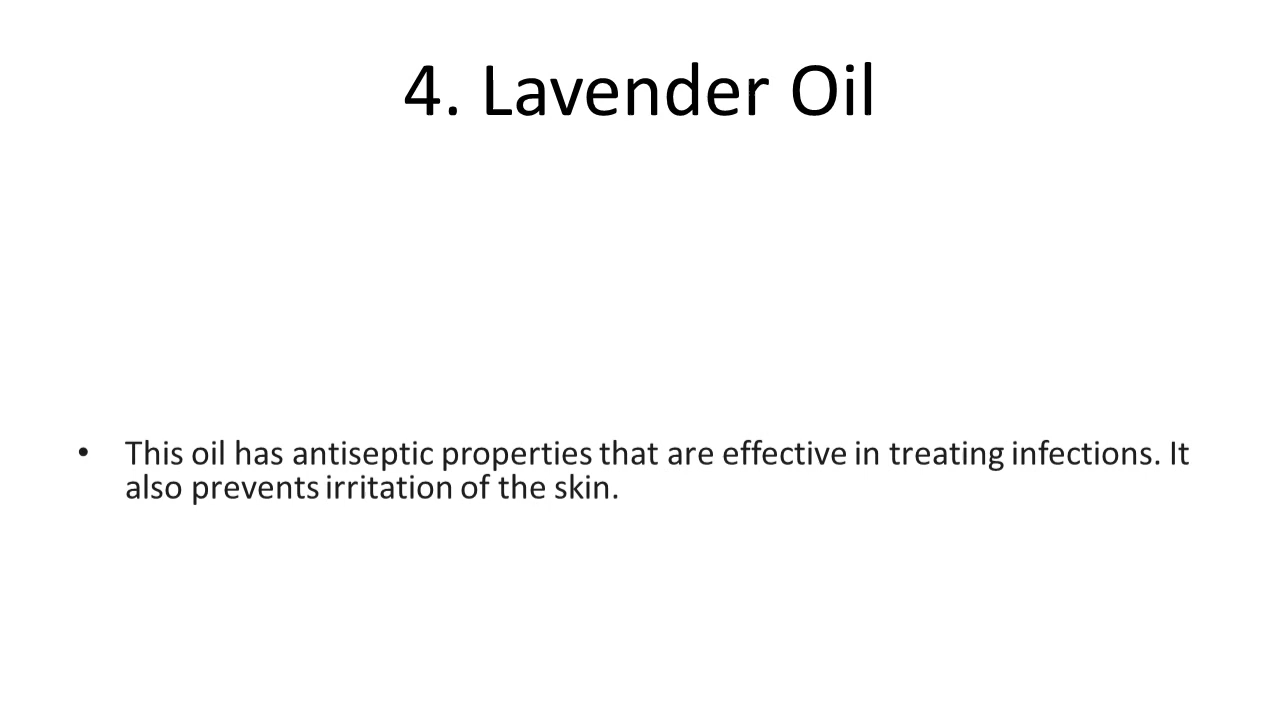 4. Lavender Oil
• This oil has antiseptic properties that are effective in treating infections. It
also prevents irritation of the skin.